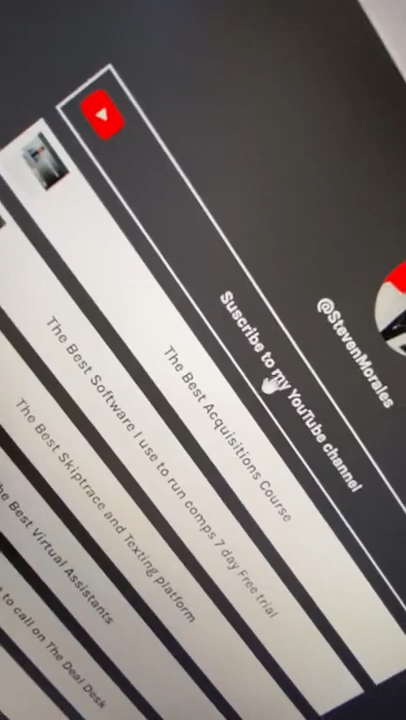 @StevenMorales
Suscribe to my YouTube channel
The Best Acquisitions Course
The Best Software I use to run comps 7 day Free trial
The Best Skiptrace and Texting platform
Best Virtual Assistants
to call on The Deal Desk